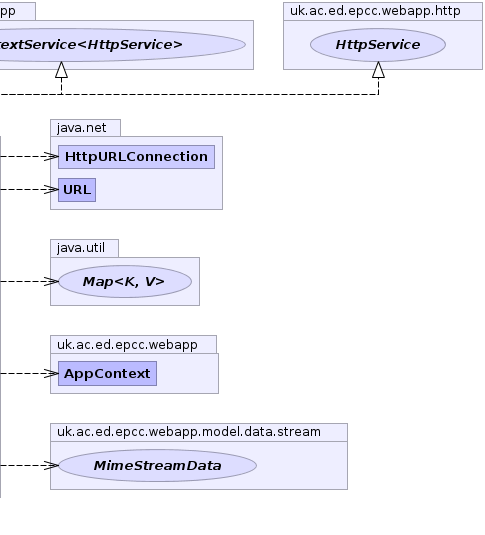 pp
uk.ac.ed.epcc.webapp.http
textService<HttpService>
HttpService
java.net
HttpURLConnection
URL
java.util
Map<K, V>
uk.ac.ed.epcc.webapp
AppContext
uk.ac.ed.epcc.webapp.model.data.stream
MimeStreamData